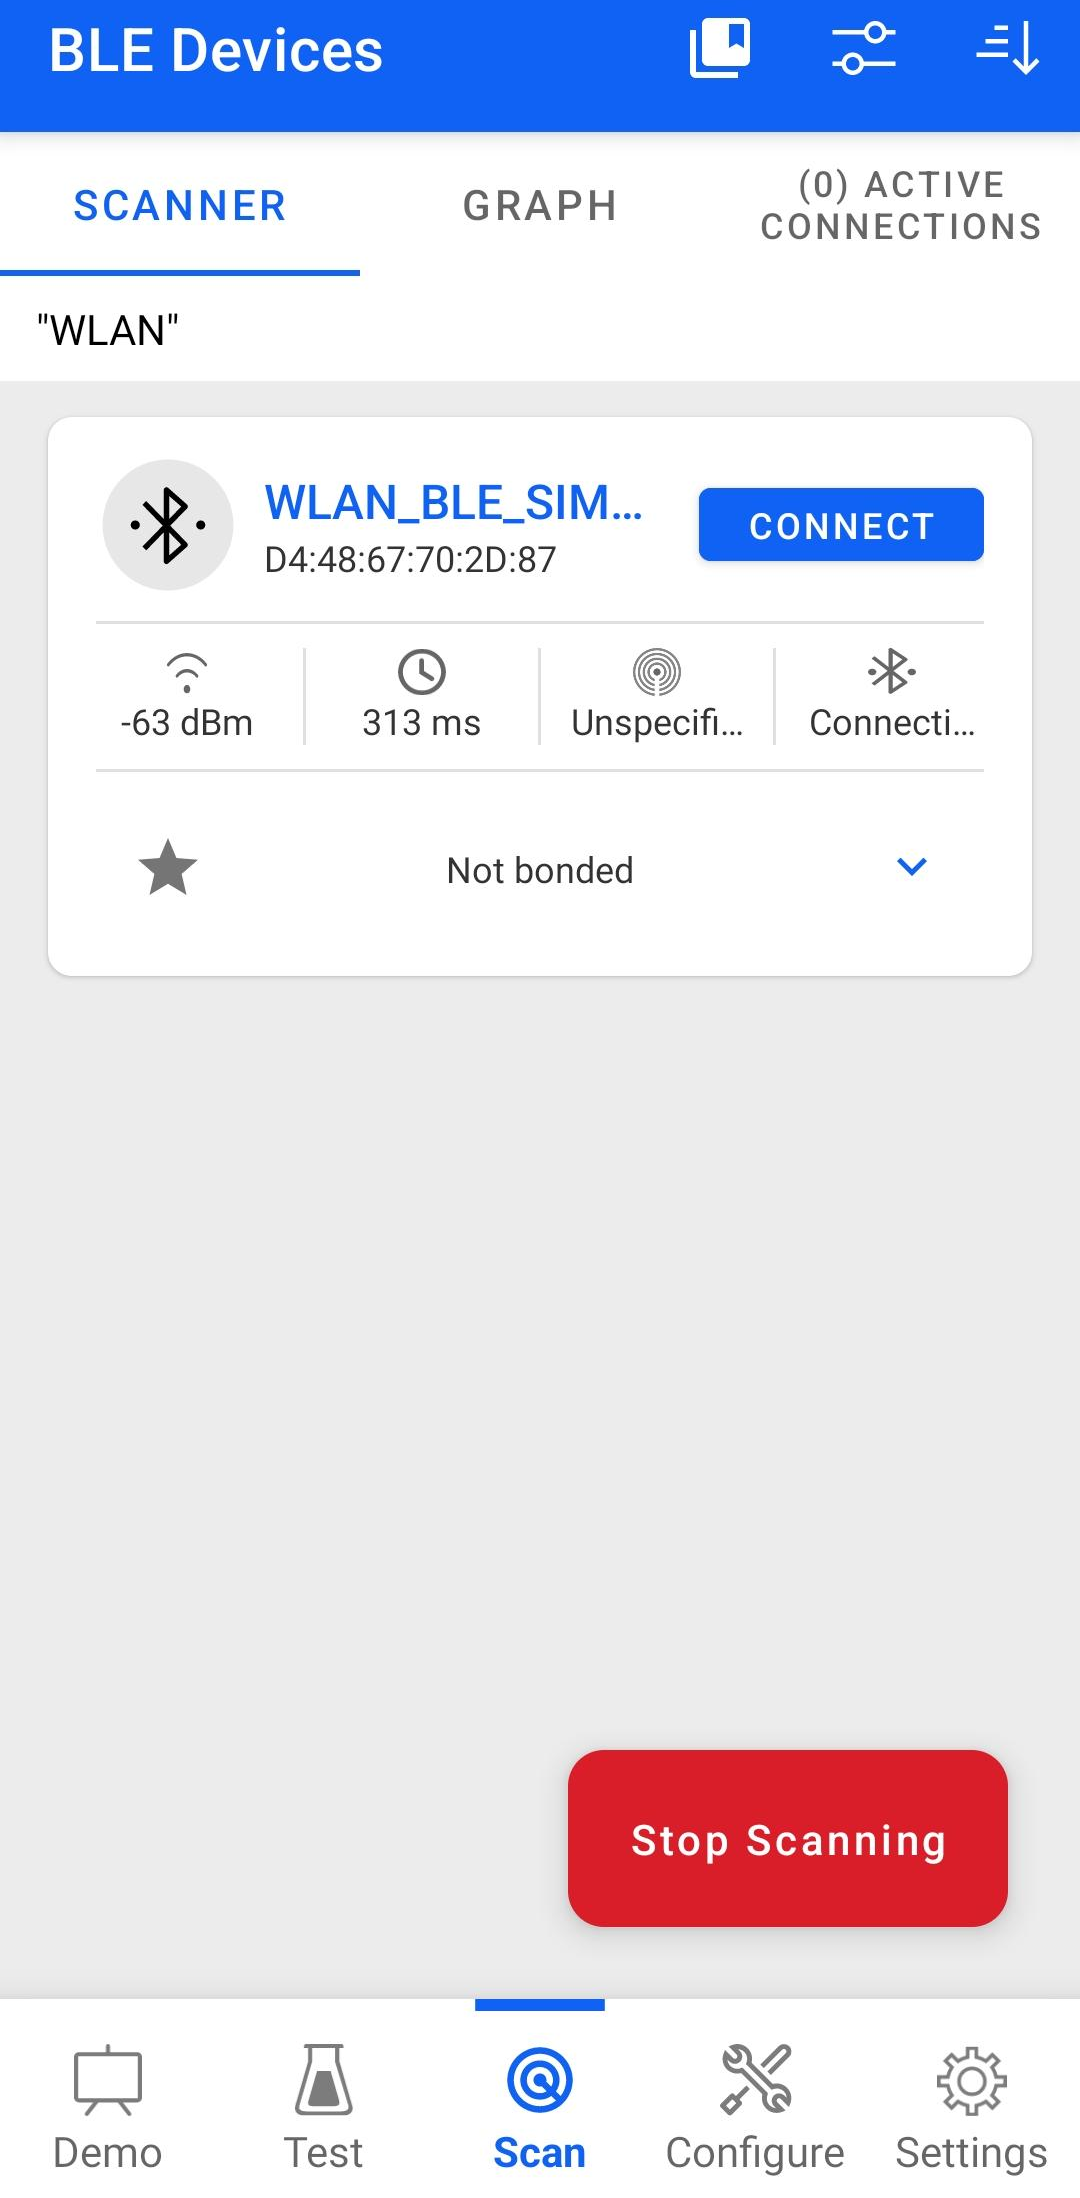 BLE Devices
SCANNER
GRAPH
(0) ACTIVE
CONNECTIONS
"WLAN"
WLAN_BLE_SIM...
D4:48:67:70:2D:87
CONNECT
-63 dBm
313 ms
Unspecifi...
Connecti...
Not bonded
Stop Scanning
Demo
Test
Scan
Configure
Settings